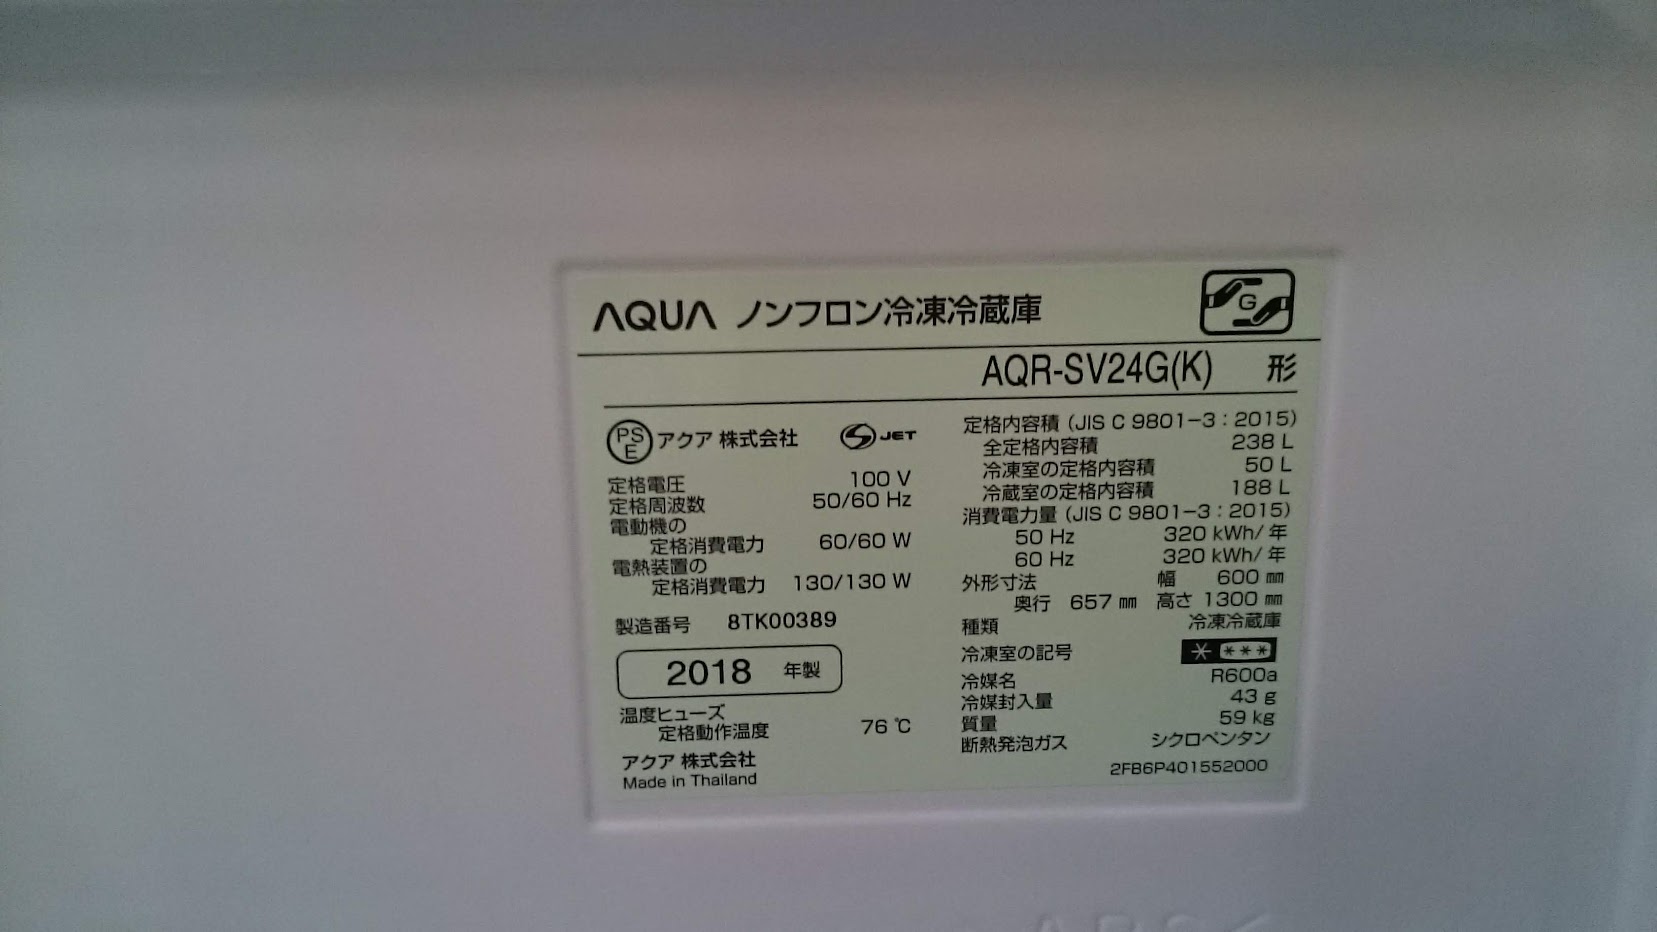 AQUA ノンフロン冷凍冷蔵庫
G
AQR-SV24G(K) 形
PSE アクア 株式会社 S JET
定格電圧 100 V
定格周波数 50/60 Hz
電動機の
定格消費電力 60/60 W
電熱装置の
定格消費電力 130/130 W
製造番号 8TK00389
2018 年製
温度ヒューズ
定格動作温度 76 ℃
アクア 株式会社
Made in Thailand
定格内容積 (JIS C 9801-3:2015)
全定格内容積 238 L
冷凍室の定格内容積 50 L
冷蔵室の定格内容積 188 L
消費電力量 (JIS C 9801-3:2015)
50 Hz 320 kWh/年
60 Hz 320 kWh/年
外形寸法 幅 600 ㎜
奥行 657 ㎜ 高さ 1300 ㎜
種類 冷凍冷蔵庫
冷凍室の記号 * ***
冷媒名 R600a
冷媒封入量 43 g
質量 59 kg
断熱発泡ガス シクロペンタン
2FB6P401552000